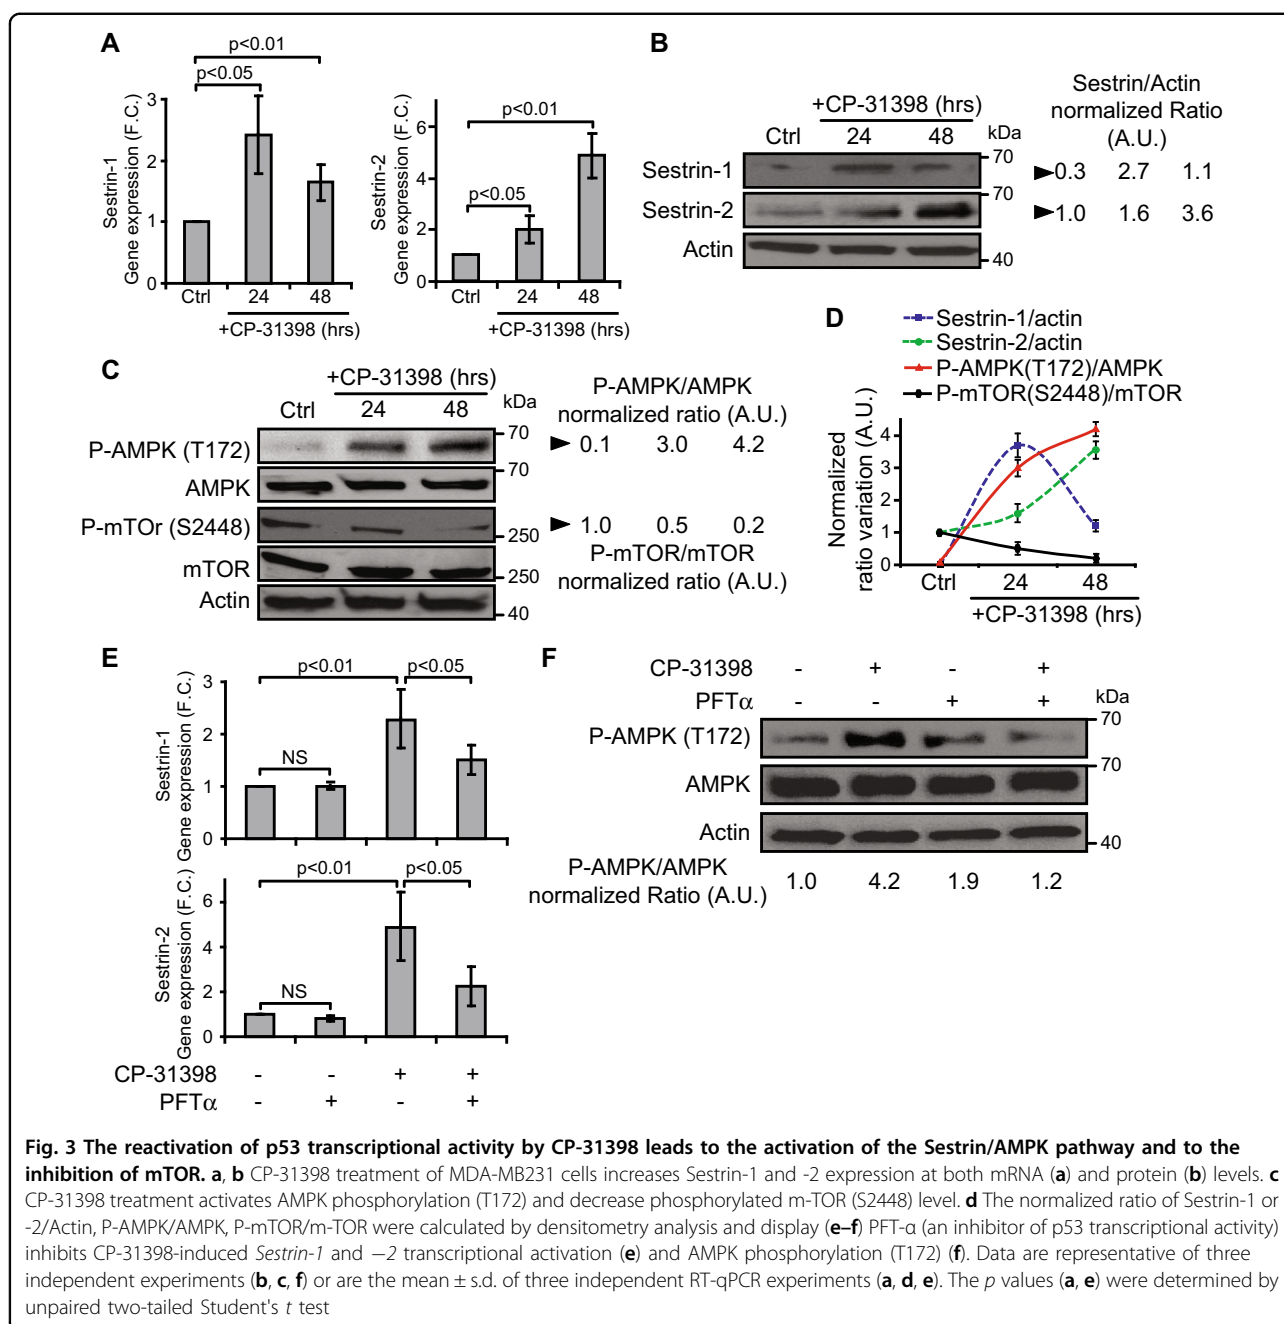 A
p<0.01
p<0.05
Sestrin-1
Gene expression (F.C.)
3
2
1
0
Ctrl 24 48
+CP-31398 (hrs)
p<0.01
p<0.05
Sestrin-2
Gene expression (F.C.)
6
4
2
0
Ctrl 24 48
+CP-31398 (hrs)
B
+CP-31398 (hrs)
Ctrl 24 48 kDa
Sestrin/Actin
normalized Ratio
(A.U.)
70
Sestrin-1 0.3 2.7 1.1
70
Sestrin-2 1.0 1.6 3.6
Actin
40
C
+CP-31398 (hrs)
Ctrl 24 48 kDa
P-AMPK/AMPK
normalized ratio (A.U.)
70
P-AMPK (T172) 0.1 3.0 4.2
70
AMPK
P-mTOr (S2448) 1.0 0.5 0.2
250
P-mTOR/mTOR
normalized ratio (A.U.)
mTOR
250
Actin
40
D
Sestrin-1/actin
Sestrin-2/actin
P-AMPK(T172)/AMPK
P-mTOR(S2448)/mTOR
Normalized
ratio variation (A.U.)
4
3
2
1
0
Ctrl 24 48
+CP-31398 (hrs)
E
p<0.01
p<0.05
NS
Sestrin-1
Gene expression (F.C.)
3
2
1
0
p<0.01
p<0.05
NS
Sestrin-2
Gene expression (F.C.)
6
4
2
0
CP-31398 - - + +
PFTα - + - +
F
CP-31398 - + - +
PFTα - - + +
kDa
70
P-AMPK (T172)
70
AMPK
Actin
40
P-AMPK/AMPK
normalized Ratio (A.U.)
1.0 4.2 1.9 1.2
Fig. 3 The reactivation of p53 transcriptional activity by CP-31398 leads to the activation of the Sestrin/AMPK pathway and to the
inhibition of mTOR. a, b CP-31398 treatment of MDA-MB231 cells increases Sestrin-1 and -2 expression at both mRNA (a) and protein (b) levels. c
CP-31398 treatment activates AMPK phosphorylation (T172) and decrease phosphorylated m-TOR (S2448) level. d The normalized ratio of Sestrin-1 or
-2/Actin, P-AMPK/AMPK, P-mTOR/m-TOR were calculated by densitometry analysis and display (e–f) PFT-α (an inhibitor of p53 transcriptional activity)
inhibits CP-31398-induced Sestrin-1 and −2 transcriptional activation (e) and AMPK phosphorylation (T172) (f). Data are representative of three
independent experiments (b, c, f) or are the mean ± s.d. of three independent RT-qPCR experiments (a, d, e). The p values (a, e) were determined by
unpaired two-tailed Student's t test